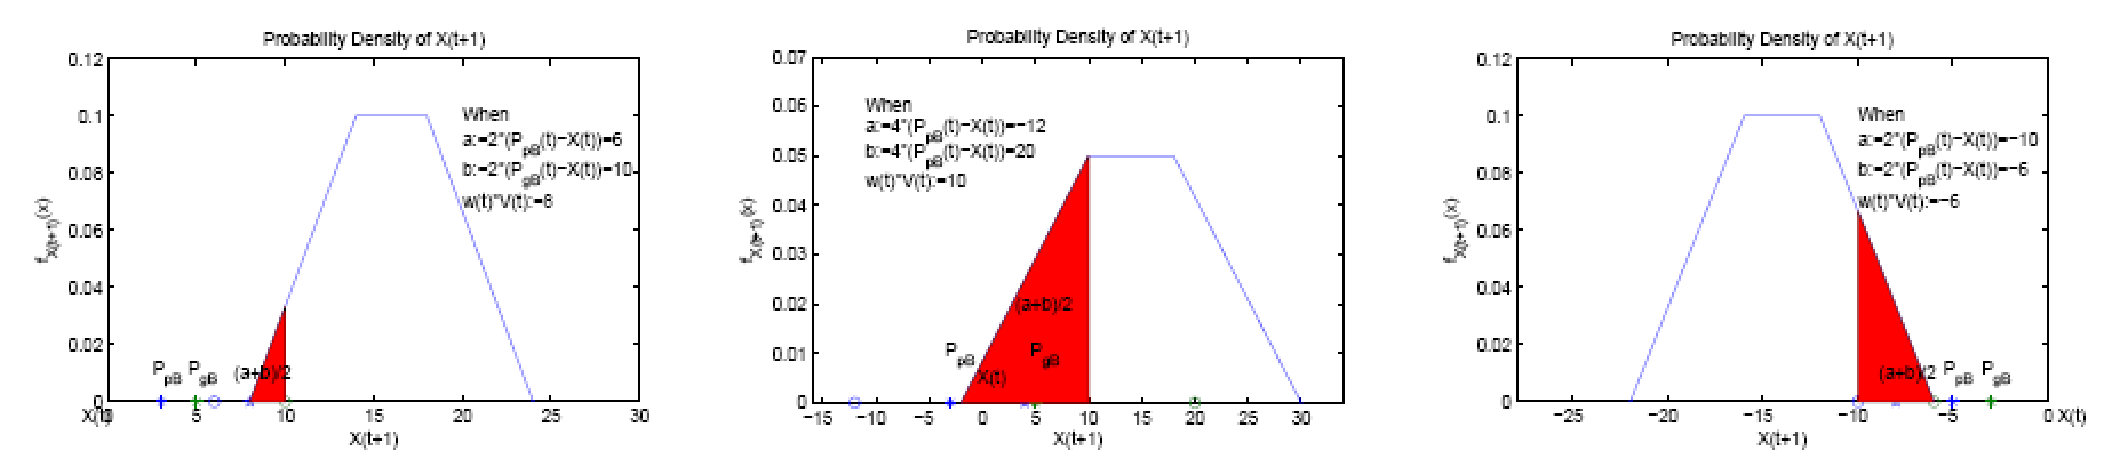 Probability Density of X(t+1)
0.12
0.1
0.08
0.06
0.04
0.02
0
f_X(t+1)(x)
When
a:=2*(P_pB(t)−X(t))=6
b:=2*(P_gB(t)−X(t))=10
w(t)*V(t):=6
P_pB P_gB (a+b)/2
X(t) 5 10 15 20 25 30
X(t+1)
Probability Density of X(t+1)
0.07
0.06
0.05
0.04
0.03
0.02
0.01
0
f_X(t+1)(x)
When
a:=4*(P_pB(t)−X(t))=−12
b:=4*(P_pB(t)−X(t))=20
w(t)*V(t):=10
(a+b)/2
P_pB P_gB
X(t)
−15 −10 −5 0 5 10 15 20 25 30
X(t+1)
Probability Density of X(t+1)
0.12
0.1
0.08
0.06
0.04
0.02
0
f_X(t+1)(x)
When
a:=2*(P_pB(t)−X(t))=−10
b:=2*(P_pB(t)−X(t))=−6
w(t)*V(t):=−6
(a+b)/2 P_pB P_gB
−25 −20 −15 −10 −5 0 X(t)
X(t+1)